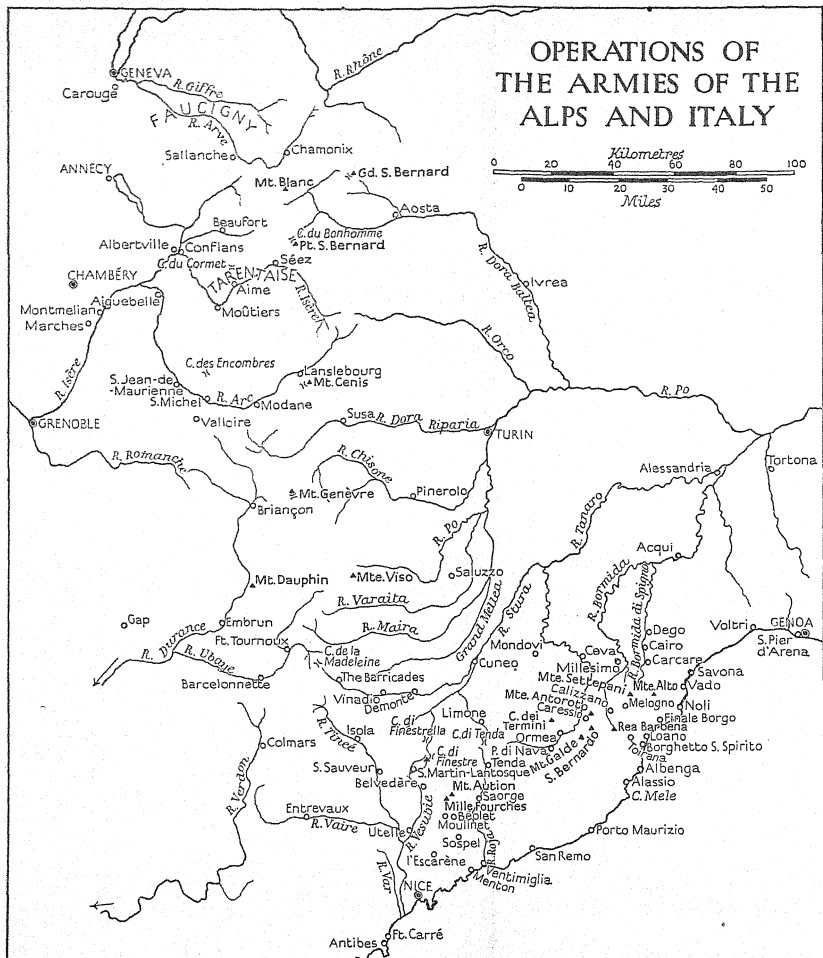 OPERATIONS OF
THE ARMIES OF THE
ALPS AND ITALY
Kilometres
0 20 40 60 80 100
0 10 20 30 40 50
Miles
R. Rhône
GENEVA
Carouge
R. Giffre
FAUCIGNY
R. Arve
Sallanche
Chamonix
ANNECY
Mt. Blanc
Gd. S. Bernard
Aosta
Beaufort
C. du Bonhomme
Pt. S. Bernard
Albertville
Conflans
C. du Cormet
Séez
TARENTAISE
Aime
R. Isère
R. Dora Baltea
Ivrea
CHAMBÉRY
Aiguebelle
Montmelian
Marches
Moûtiers
R. Orco
R. Isère
C. des Encombres
Lanslebourg
Mt. Cenis
S. Jean-de-
-Maurienne
S. Michel
R. Arc
Modane
R. Po
GRENOBLE
Valloire
Susa
R. Dora Riparia
TURIN
R. Romanche
R. Chisone
Alessandria
Tortona
Mt. Genèvre
Pinerolo
Briançon
R. Tanaro
R. Po
Acqui
Mt. Dauphin
Mte. Viso
Saluzzo
R. Bormida
R. Bormida di Spigno
R. Varaita
Grand Mellea
R. Stura
Gap
Embrun
R. Maira
Dego
Voltri
GENOA
S. Pier
d'Arena
R. Durance
Ft. Tournoux
R. Ubaye
C. de la
Madeleine
Mondovi
Ceva
Cairo
Carcare
Cuneo
Millesimo
Savona
Barcelonnette
The Barricades
Mte. Settepani
Mte. Alto
Vado
Vinadio
Demonte
Calizzano
Melogno
Noli
Mte. Antoroto
Caressio
Finale Borgo
C. di
Finestrella
Limone
C. dei
Termini
Rea Barbena
Loano
R. Tineé
Isola
C. di Tenda
Ormea
Toirana
Borghetto S. Spirito
Colmars
C. di
Finestre
P. di Nava
Mt. Galde
S. Bernardo
Tenda
S. Sauveur
S. Martin-Lantosque
Albenga
Belvedère
Mt. Aution
Alassio
R. Verdon
Saorge
C. Mele
Mille Fourches
Entrevaux
Béolet
Moulinet
R. Vaire
Utelle
R. Vesubie
Porto Maurizio
Sospel
R. Roya
l'Escarène
San Remo
R. Var
Ventimiglia
Menton
NICE
Ft. Carré
Antibes